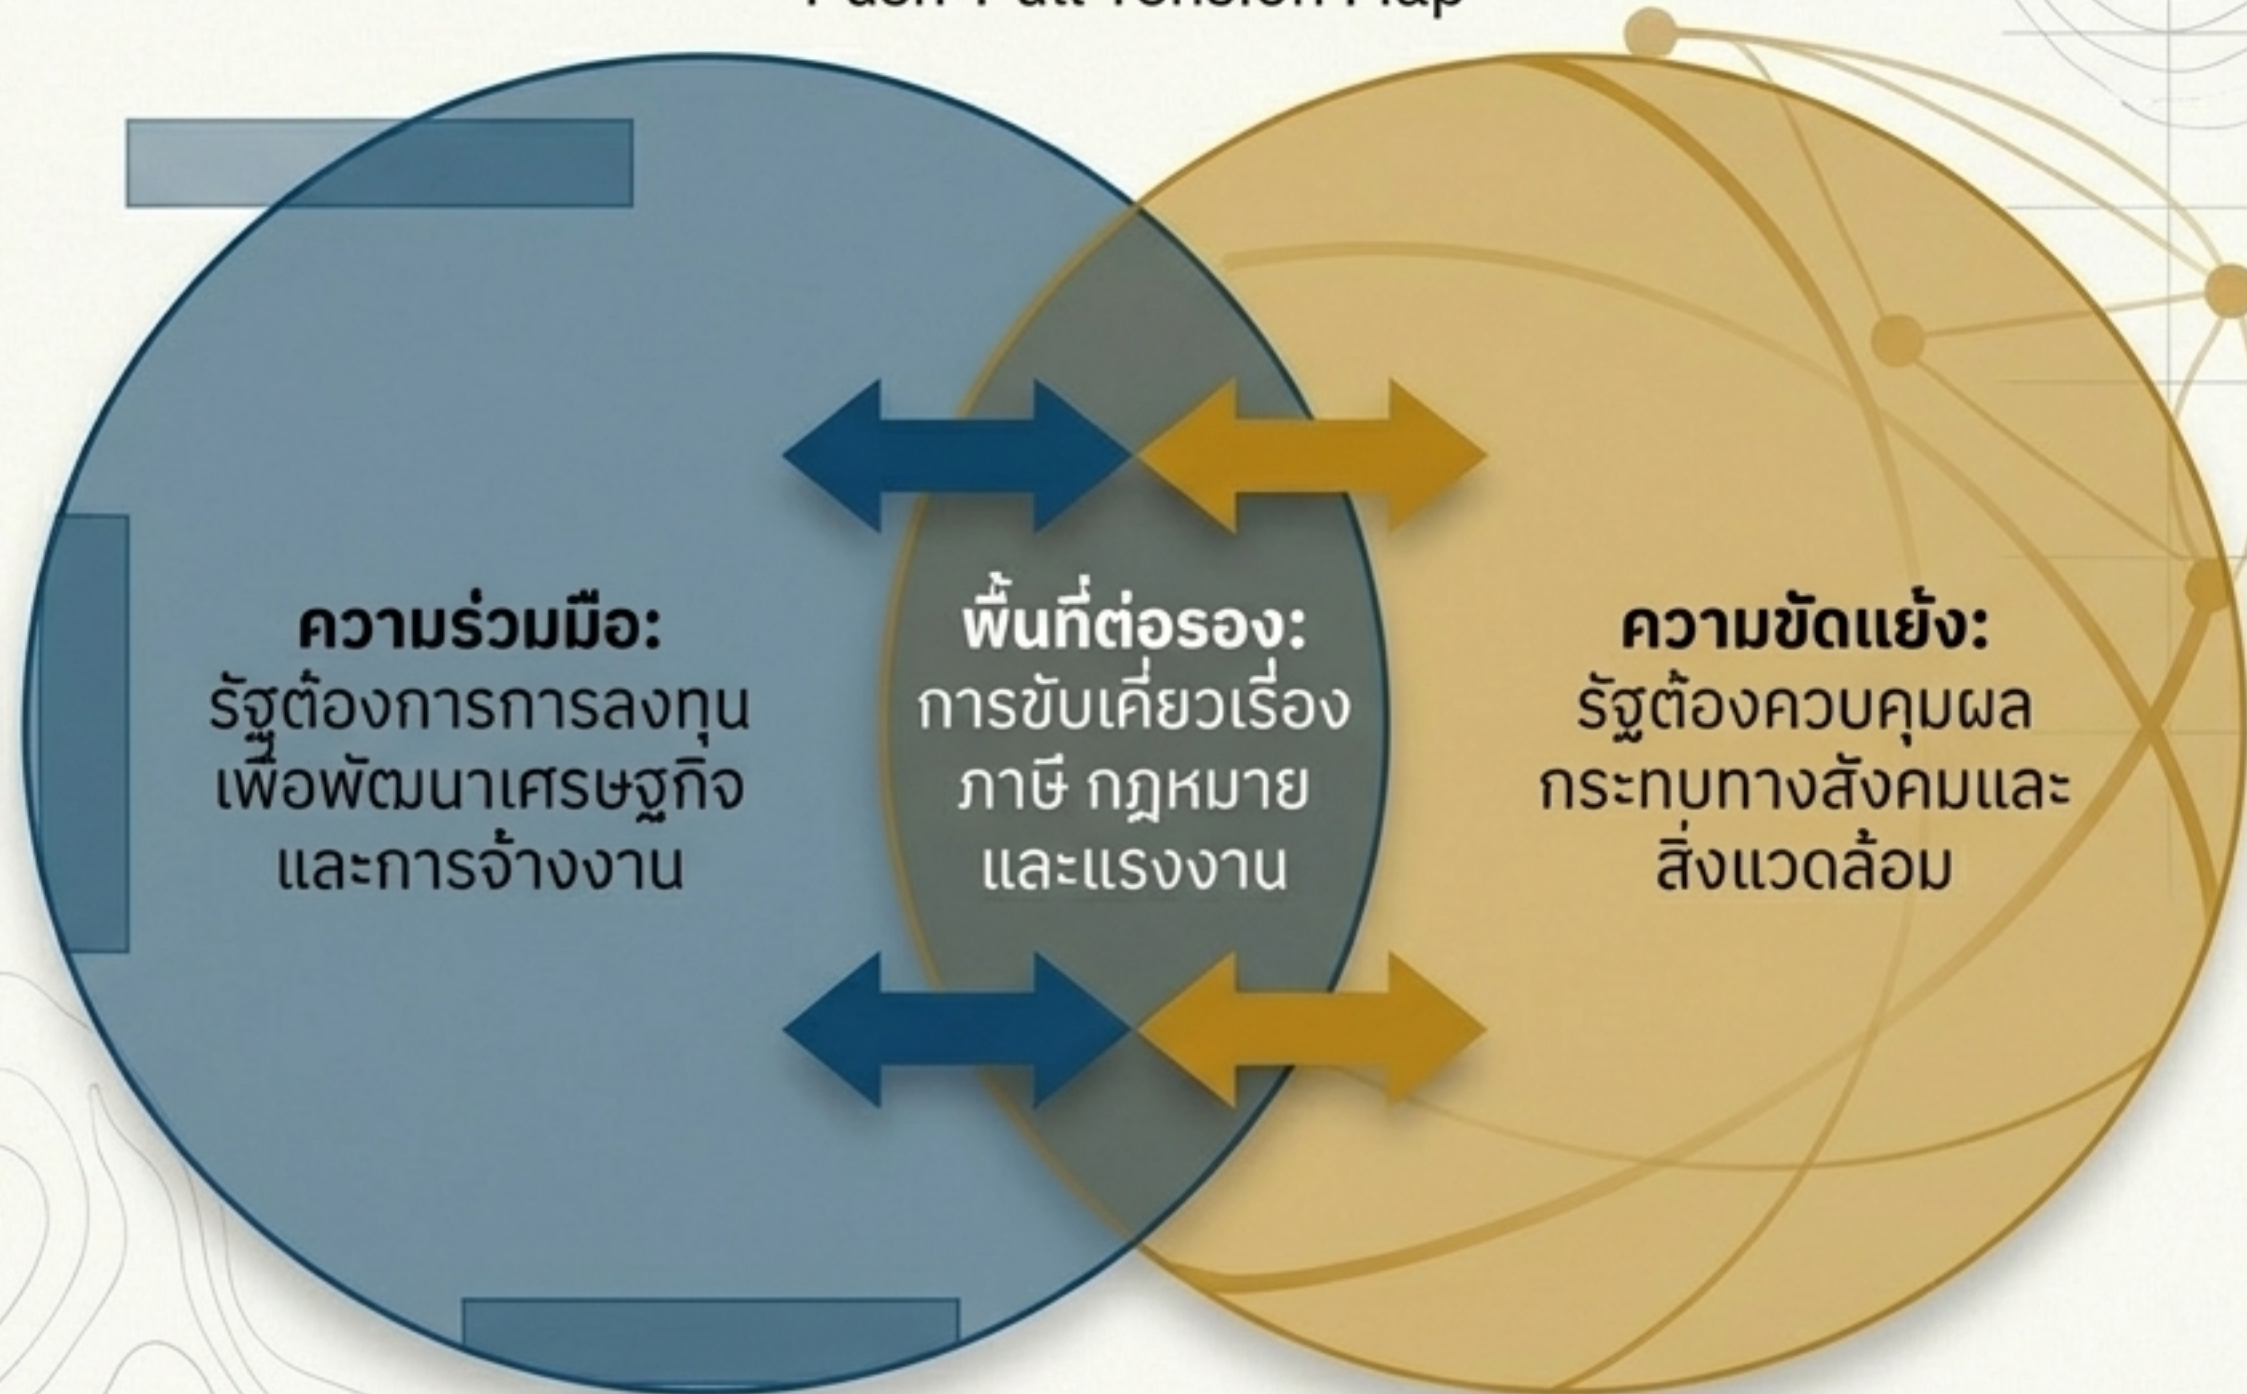 Push-Pull Tension Map
ความร่วมมือ:
รัฐต้องการการลงทุน
เพื่อพัฒนาเศรษฐกิจ
และการจ้างงาน
พื้นที่ต่อรอง:
การขับเคี่ยวเรื่อง
ภาษี กฎหมาย
และแรงงาน
ความขัดแย้ง:
รัฐต้องควบคุมผล
กระทบทางสังคมและ
สิ่งแวดล้อม